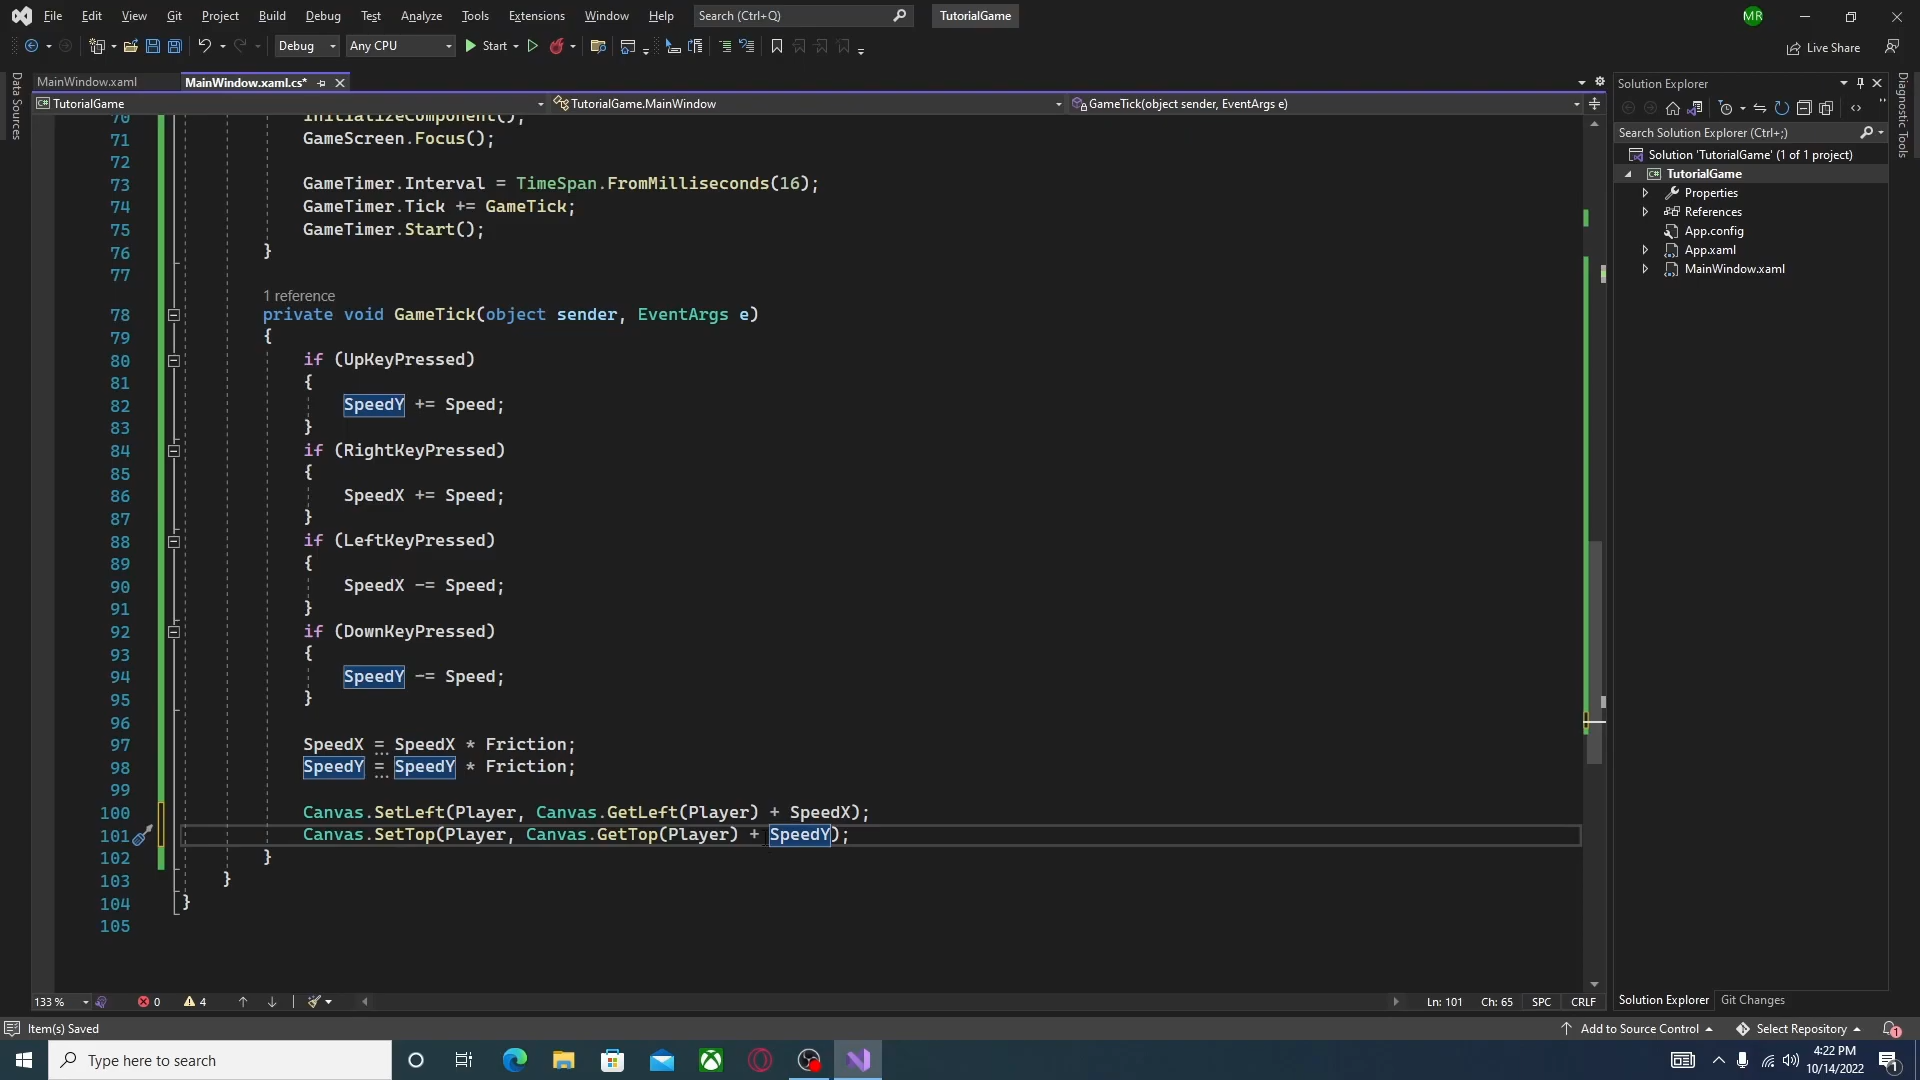 File Edit View Git Project Build Debug Test Analyze Tools Extensions Window Help Search (Ctrl+Q) TutorialGame MR
Debug Any CPU Start Live Share
MainWindow.xaml MainWindow.xaml.cs*
TutorialGame TutorialGame.MainWindow GameTick(object sender, EventArgs e)
Data Sources
70 InitializeComponent();
71 GameScreen.Focus();
72
73 GameTimer.Interval = TimeSpan.FromMilliseconds(16);
74 GameTimer.Tick += GameTick;
75 GameTimer.Start();
76 }
77
1 reference
78 private void GameTick(object sender, EventArgs e)
79 {
80 if (UpKeyPressed)
81 {
82 SpeedY += Speed;
83 }
84 if (RightKeyPressed)
85 {
86 SpeedX += Speed;
87 }
88 if (LeftKeyPressed)
89 {
90 SpeedX -= Speed;
91 }
92 if (DownKeyPressed)
93 {
94 SpeedY -= Speed;
95 }
96
97 SpeedX = SpeedX * Friction;
98 SpeedY = SpeedY * Friction;
99
100 Canvas.SetLeft(Player, Canvas.GetLeft(Player) + SpeedX);
101 Canvas.SetTop(Player, Canvas.GetTop(Player) + SpeedY);
102 }
103 }
104 }
105
133 % 0 4 Ln: 101 Ch: 65 SPC CRLF
Solution Explorer
Search Solution Explorer (Ctrl+;)
Solution 'TutorialGame' (1 of 1 project)
TutorialGame
Properties
References
App.config
App.xaml
MainWindow.xaml
Solution Explorer Git Changes
Diagnostic Tools
Item(s) Saved Add to Source Control Select Repository 1
Type here to search 4:22 PM
10/14/2022 1